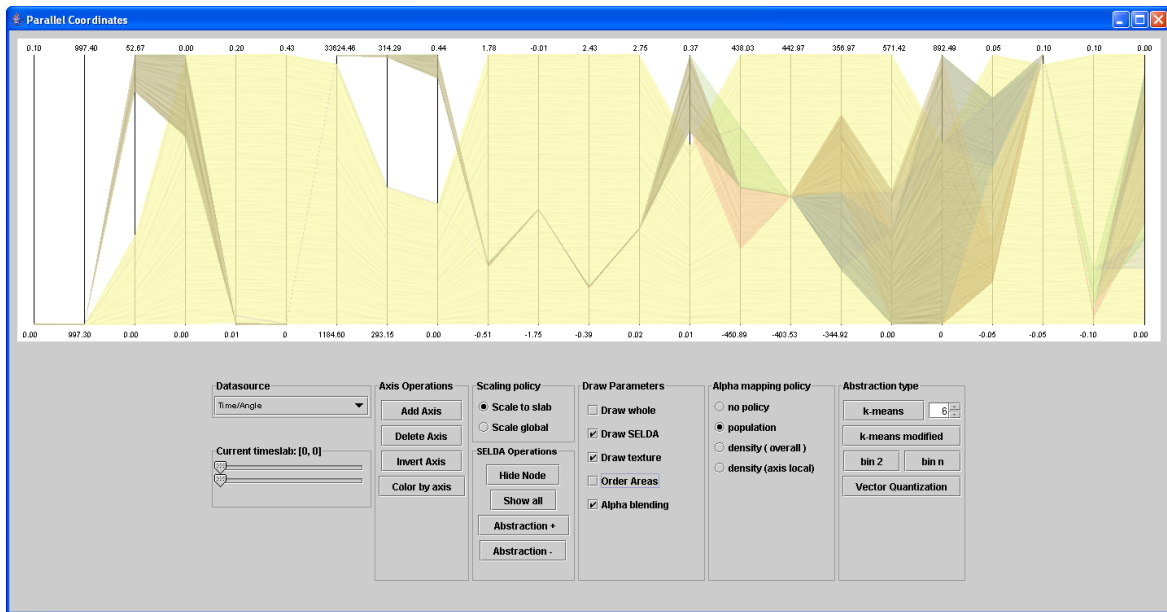 Parallel Coordinates
0.10 997.40 52.67 0.00 0.20 0.43 33624.46 314.29 0.44 1.78 -0.01 2.43 2.75 0.37 438.03 442.97 356.97 571.42 892.49 0.05 0.10 0.10 0.00
0.00 997.30 0.00 0.00 0.01 0 1184.60 293.15 0.00 -0.51 -1.75 -0.39 0.02 0.01 -450.89 -403.53 -344.92 0.00 0 -0.05 -0.05 -0.10 0.00
Datasource
Time/Angle
Current timeslab: [0, 0]
Axis Operations
Add Axis
Delete Axis
Invert Axis
Color by axis
Scaling policy
Scale to slab
Scale global
SELDA Operations
Hide Node
Show all
Abstraction +
Abstraction -
Draw Parameters
Draw whole
Draw SELDA
Draw texture
Order Areas
Alpha blending
Alpha mapping policy
no policy
population
density ( overall )
density (axis local)
Abstraction type
k-means 6
k-means modified
bin 2 bin n
Vector Quantization